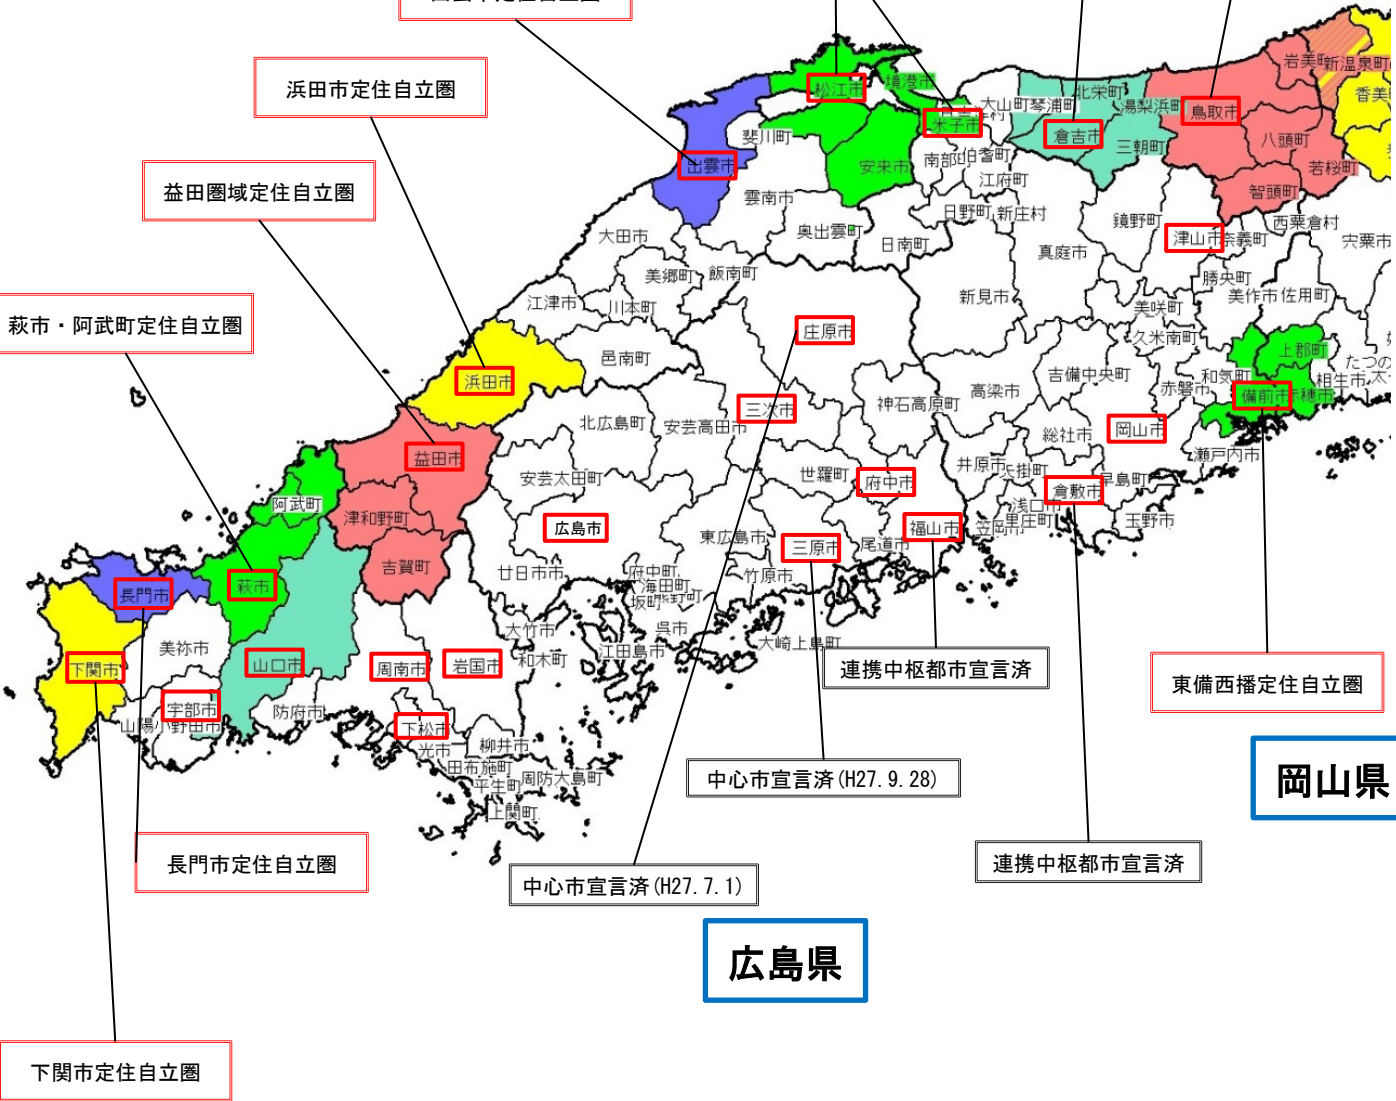 浜田市定住自立圏
益田圏域定住自立圏
萩市・阿武町定住自立圏
岩美町
新温泉町
香美
松江市
境港市
米子市
大山町
琴浦町
北栄町
湯梨浜町
倉吉市
三朝町
鳥取市
八頭町
若桜町
智頭町
斐川町
出雲市
安来市
南部町
伯耆町
江府町
雲南市
日野町
新庄村
鏡野町
津山市
奈義町
西粟倉村
宍粟市
大田市
奥出雲町
日南町
真庭市
美郷町
飯南町
勝央町
江津市
川本町
新見市
美咲町
美作市
佐用町
庄原市
久米南町
邑南町
上郡町
たつの
浜田市
吉備中央町
和気町
相生市
高梁市
赤磐市
備前市
赤穂市
三次市
神石高原町
北広島町
安芸高田市
総社市
岡山市
益田市
瀬戸内市
安芸太田町
世羅町
井原市
矢掛町
府中市
倉敷市
早島町
阿武町
津和野町
浅口市
里庄町
玉野市
広島市
東広島市
三原市
尾道市
福山市
笠岡市
吉賀町
廿日市市
府中町
海田町
竹原市
萩市
長門市
坂町
熊野町
大竹市
呉市
美祢市
江田島市
大崎上島町
下関市
山口市
周南市
岩国市
和木町
連携中枢都市宣言済
東備西播定住自立圏
宇部市
防府市
山陽小野田市
下松市
光市
柳井市
田布施町
周防大島町
平生町
上関町
中心市宣言済(H27.9.28)
岡山県
長門市定住自立圏
連携中枢都市宣言済
中心市宣言済(H27.7.1)
広島県
下関市定住自立圏